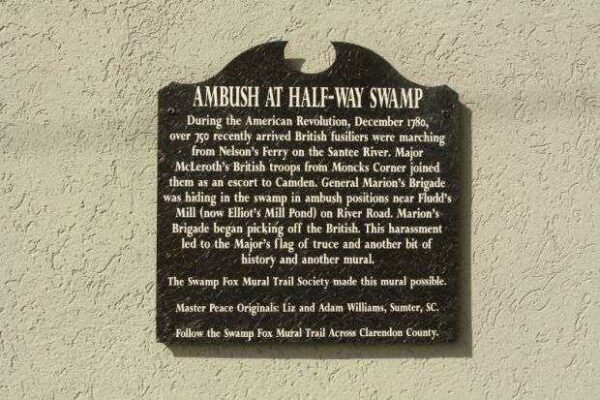 AMBUSH AT HALF-WAY SWAMP
During the American Revolution, December 1780,
over 750 recently arrived British fusiliers were marching
from Nelson's Ferry on the Santee River. Major
McLeroth's British troops from Moncks Corner joined
them as an escort to Camden. General Marion's Brigade
was hiding in the swamp in ambush positions near Fludd's
Mill (now Elliot's Mill Pond) on River Road. Marion's
Brigade began picking off the British. This harassment
led to the Major's flag of truce and another bit of
history and another mural.
The Swamp Fox Mural Trail Society made this mural possible.
Master Peace Originals: Liz and Adam Williams, Sumter, SC.
Follow the Swamp Fox Mural Trail Across Clarendon County.